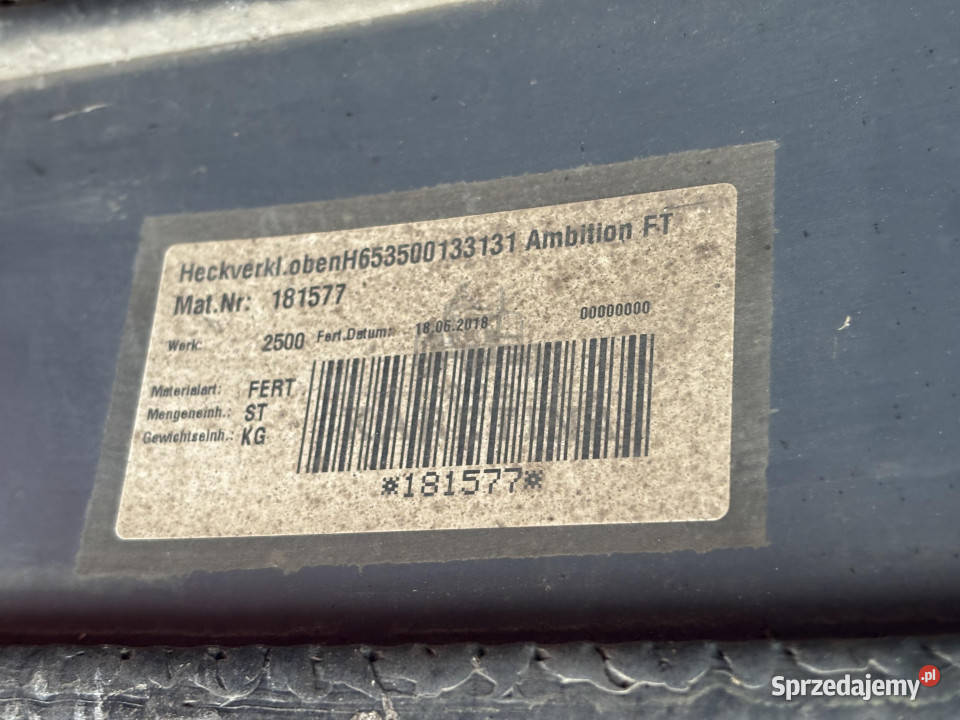 Heckverkl.obenH653500133131 Ambition FT
Mat.Nr: 181577
Werk: 2500 Fert.Datum: 18.06.2018 00000000
Materialart: FERT
Mengeneinh.: ST
Gewichtseinh.: KG
*181577*
Sprzedajemy.pl